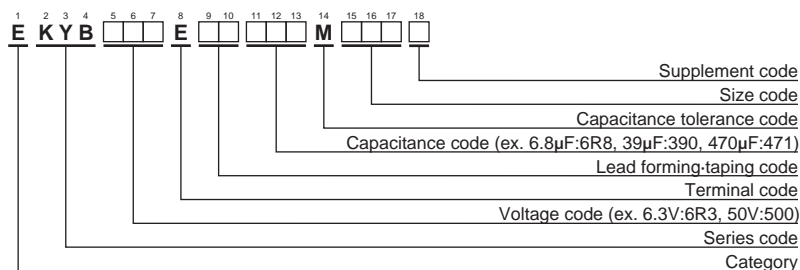 1 2 3 4 5 6 7 8 9 10 11 12 13 14 15 16 17 18
E K Y B E M
Supplement code
Size code
Capacitance tolerance code
Capacitance code (ex. 6.8µF:6R8, 39µF:390, 470µF:471)
Lead forming·taping code
Terminal code
Voltage code (ex. 6.3V:6R3, 50V:500)
Series code
Category